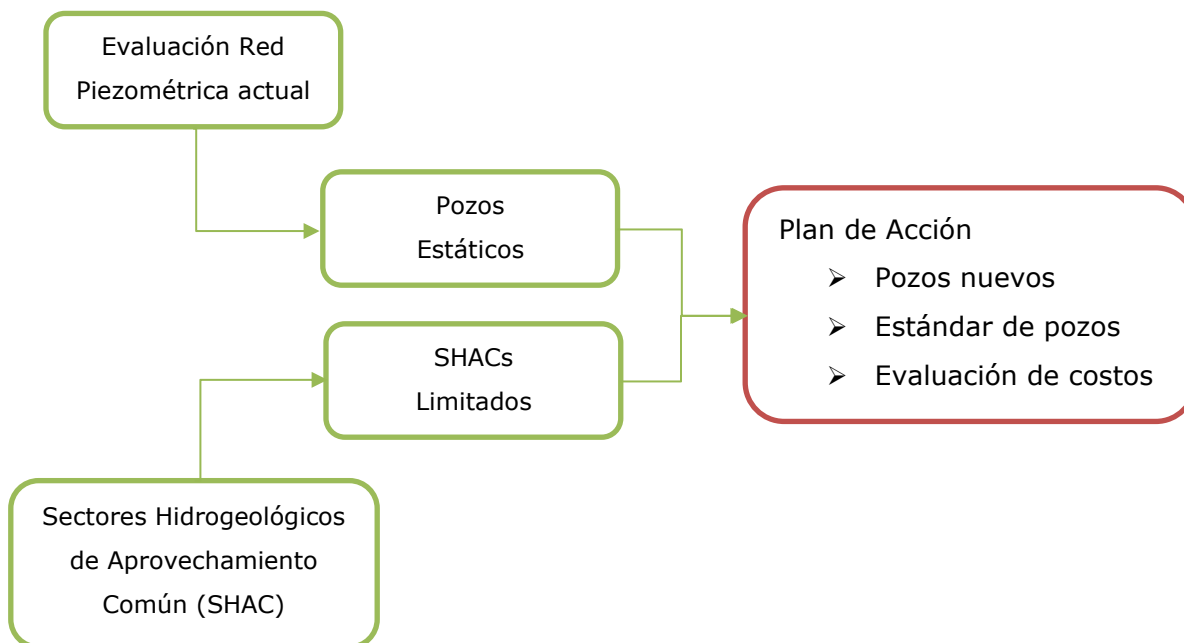 Evaluación Red
Piezométrica actual
Pozos
Estáticos
SHACs
Limitados
Sectores Hidrogeológicos
de Aprovechamiento
Común (SHAC)
Plan de Acción
➢ Pozos nuevos
➢ Estándar de pozos
➢ Evaluación de costos